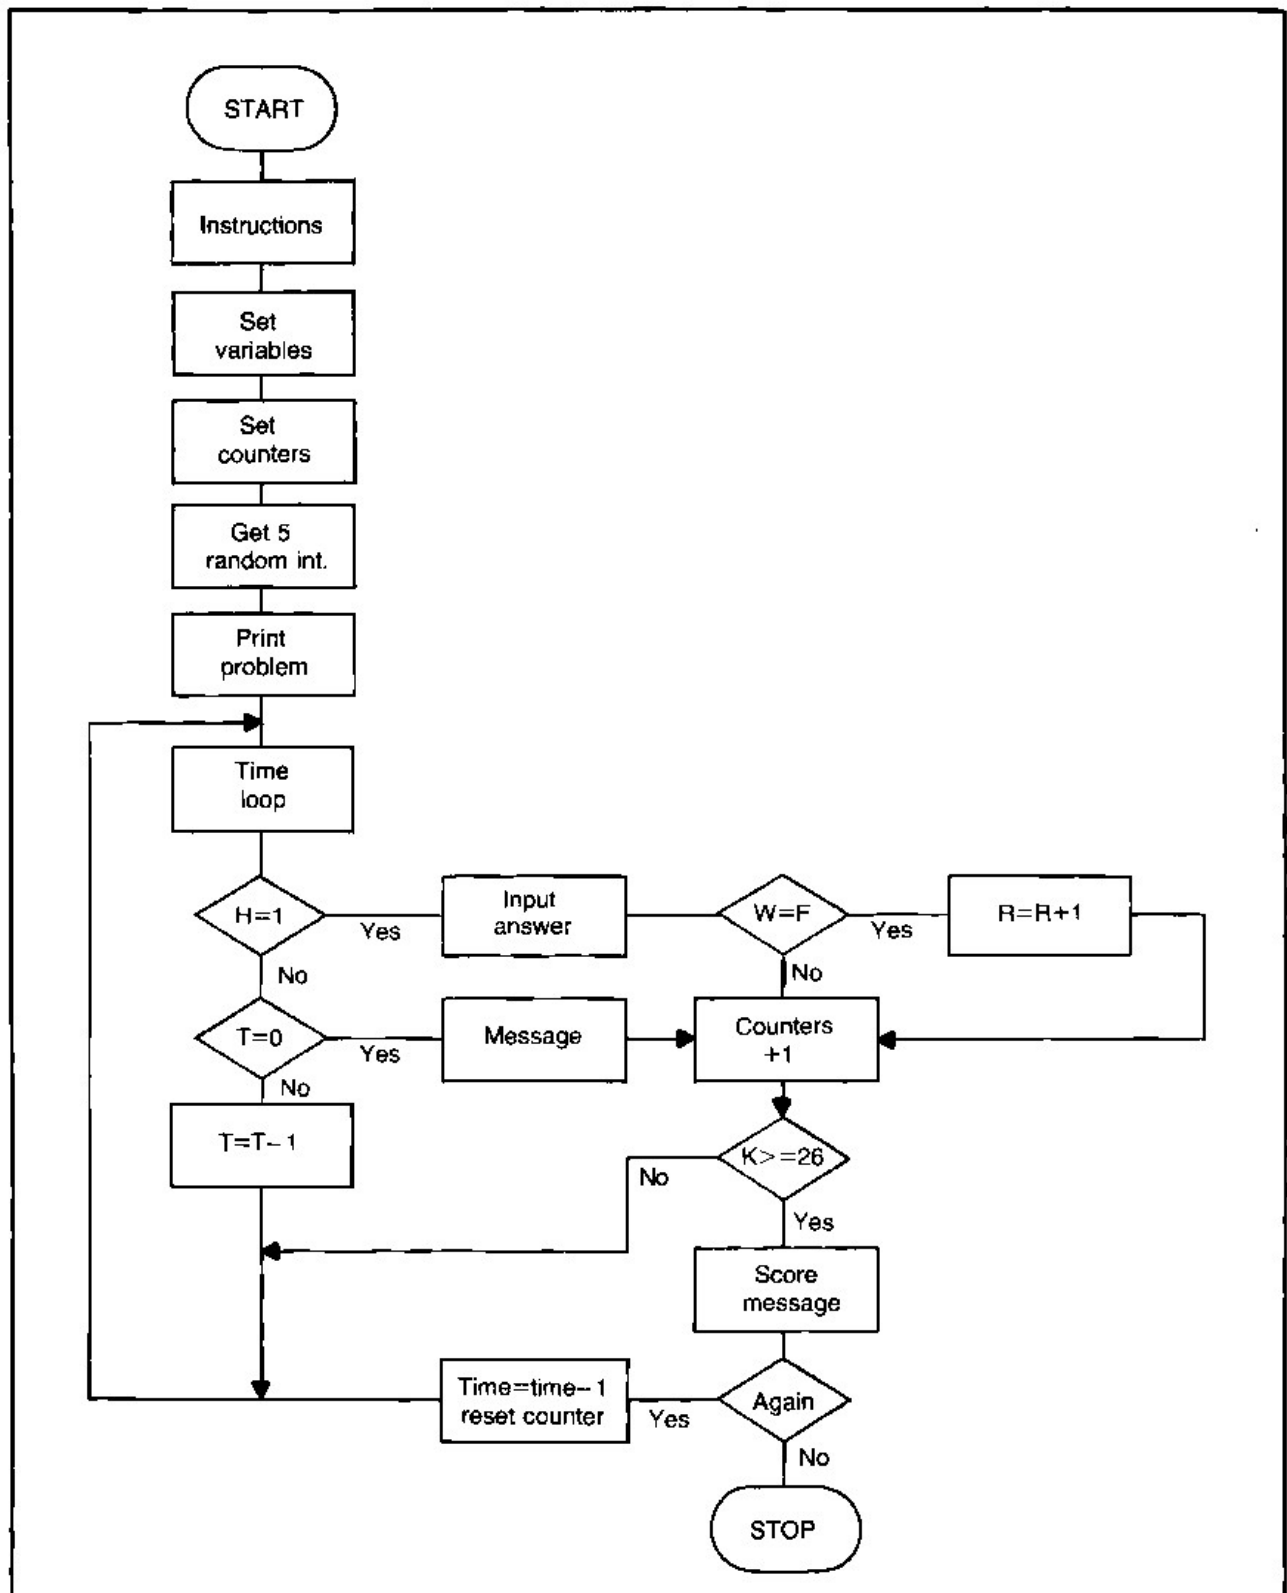 START
Instructions
Set
variables
Set
counters
Get 5
random int.
Print
problem
Time
loop
H=1
Yes
Input
answer
W=F
Yes
R=R+1
No
No
T=0
Yes
Message
Counters
+1
No
T=T-1
K>=26
No
Yes
Score
message
Time=time-1
reset counter
Yes
Again
No
STOP